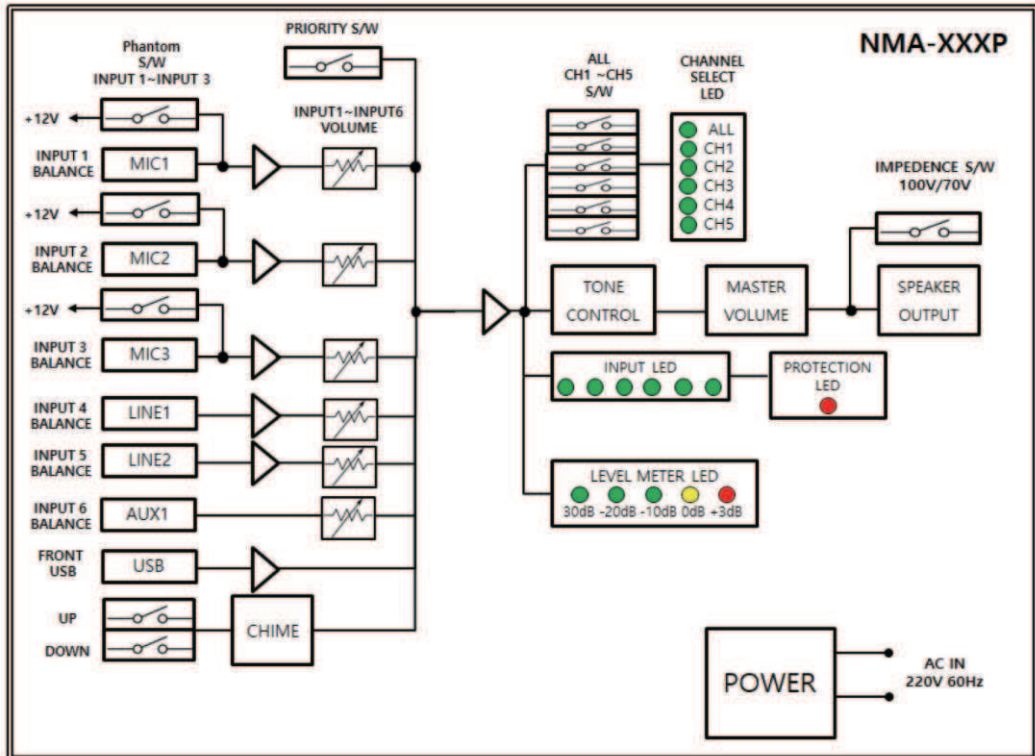 NMA-XXXP
PRIORITY S/W
Phantom
S/W
INPUT 1~INPUT 3
+12V
INPUT 1
BALANCE
MIC1
+12V
INPUT 2
BALANCE
MIC2
+12V
INPUT 3
BALANCE
MIC3
INPUT 4
BALANCE
LINE1
INPUT 5
BALANCE
LINE2
INPUT 6
BALANCE
AUX1
FRONT
USB
USB
UP
DOWN
CHIME
INPUT1~INPUT6
VOLUME
ALL
CH1 ~CH5
S/W
CHANNEL
SELECT
LED
ALL
CH1
CH2
CH3
CH4
CH5
IMPEDENCE S/W
100V/70V
TONE
CONTROL
MASTER
VOLUME
SPEAKER
OUTPUT
INPUT LED
PROTECTION
LED
LEVEL METER LED
30dB -20dB -10dB 0dB +3dB
POWER
AC IN
220V 60Hz